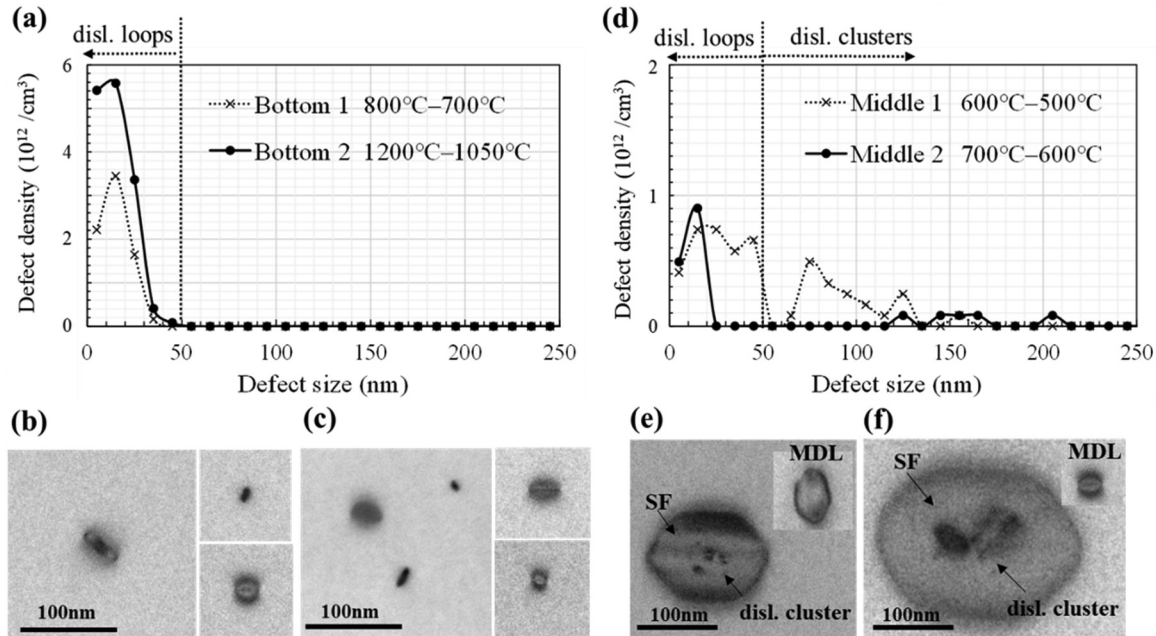 (a)
disl. loops
Defect density (10¹² /cm³)
6
4
2
0
Bottom 1 800℃–700℃
Bottom 2 1200℃–1050℃
0 50 100 150 200 250
Defect size (nm)
(d)
disl. loops disl. clusters
Defect density (10¹² /cm³)
2
1
0
Middle 1 600℃–500℃
Middle 2 700℃–600℃
0 50 100 150 200 250
Defect size (nm)
(b)
100nm
(c)
100nm
(e)
MDL
SF
disl. cluster
100nm
(f)
MDL
SF
disl. cluster
100nm